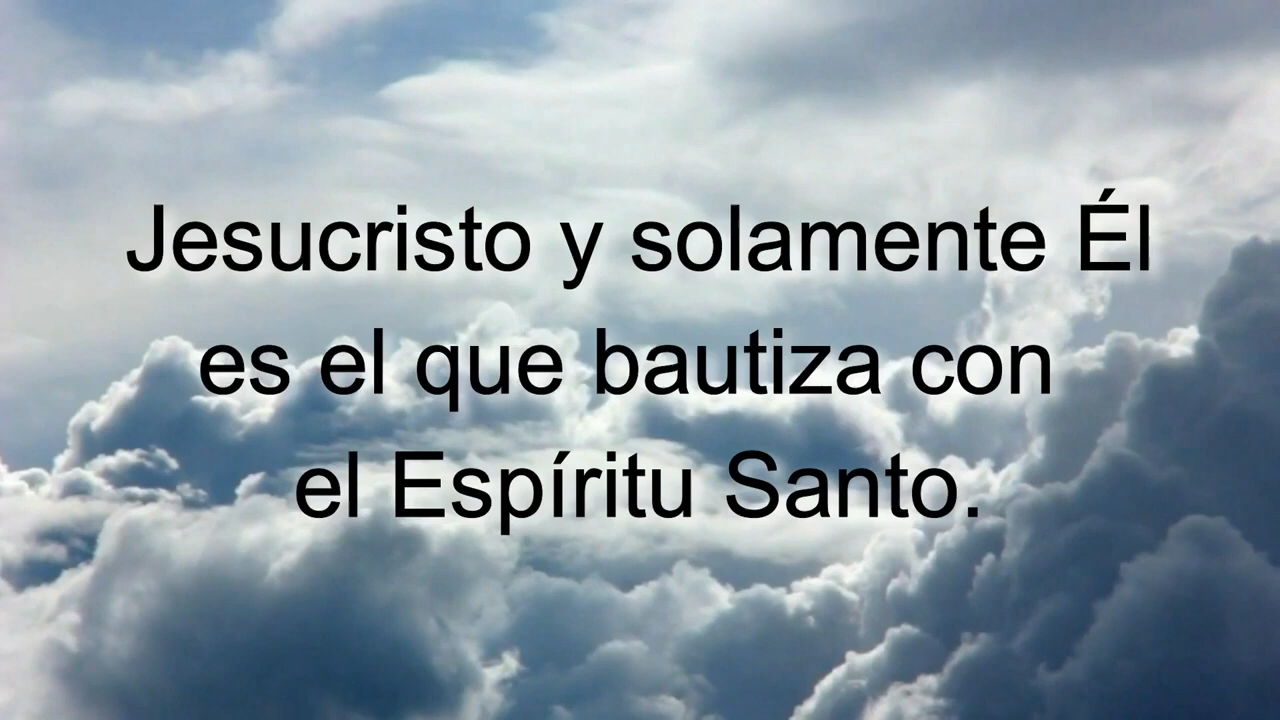 Jesucristo y solamente Él
es el que bautiza con
el Espíritu Santo.